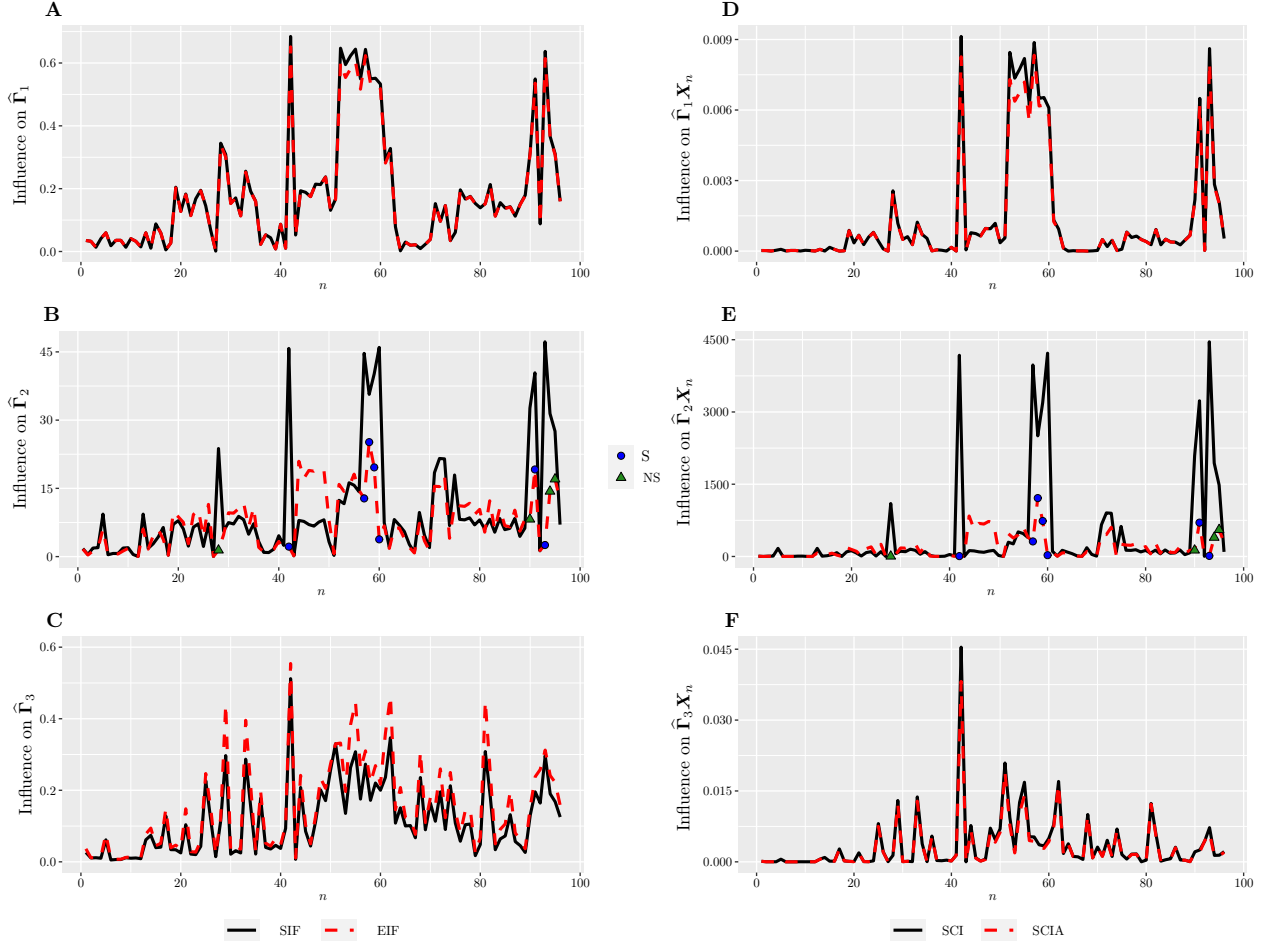 A
Influence on Γ̂₁
0.6
0.4
0.2
0.0
0 20 40 60 80 100
n
D
Influence on Γ̂₁Xₙ
0.009
0.006
0.003
0.000
0 20 40 60 80 100
n
B
Influence on Γ̂₂
45
30
15
0
0 20 40 60 80 100
n
S
NS
E
Influence on Γ̂₂Xₙ
4500
3000
1500
0
0 20 40 60 80 100
n
C
Influence on Γ̂₃
0.6
0.4
0.2
0.0
0 20 40 60 80 100
n
SIF EIF
F
Influence on Γ̂₃Xₙ
0.045
0.030
0.015
0.000
0 20 40 60 80 100
n
SCI SCIA